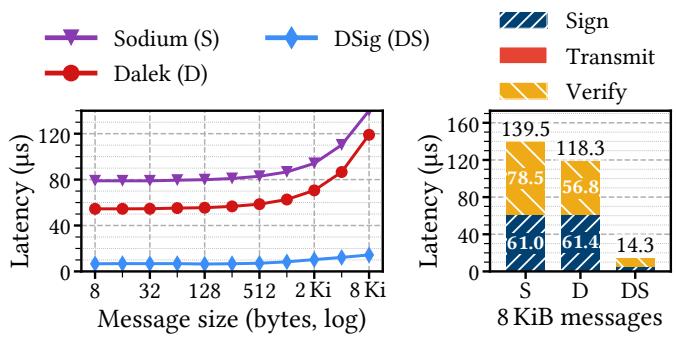 Sodium (S)
DSig (DS)
Dalek (D)
Latency (μs)
120
80
40
0
8
32
128
512
2 Ki
8 Ki
Message size (bytes, log)
Sign
Transmit
Verify
Latency (μs)
160
120
80
40
0
139.5
118.3
78.5
56.8
61.0
61.4
14.3
S
D
DS
8 KiB messages